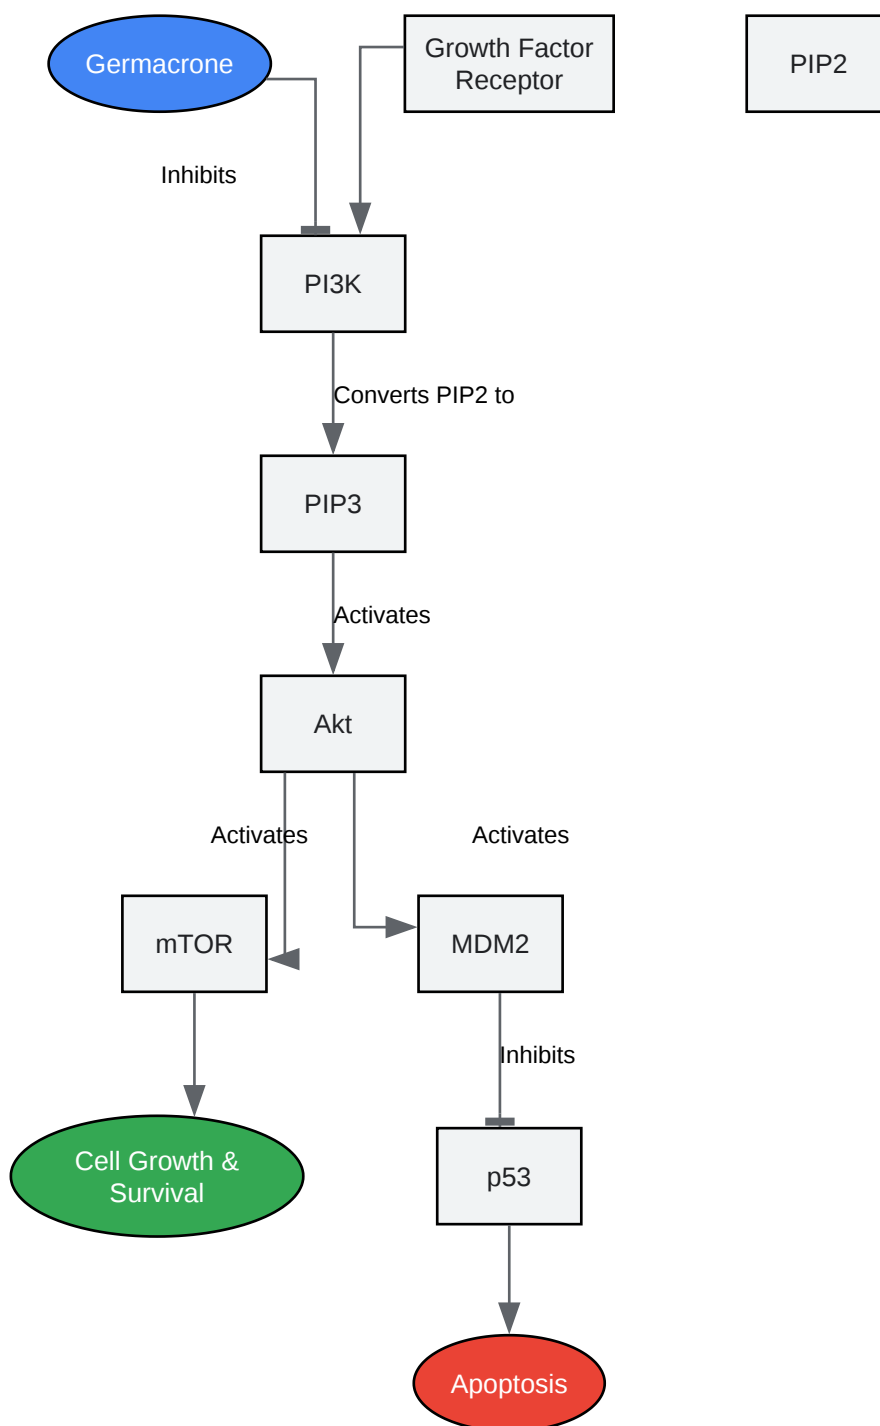 Germacrone
Growth Factor
Receptor
PIP2
Inhibits
PI3K
Converts PIP2 to
PIP3
Activates
Akt
Activates
Activates
mTOR
MDM2
Inhibits
Cell Growth &
Survival
p53
Apoptosis